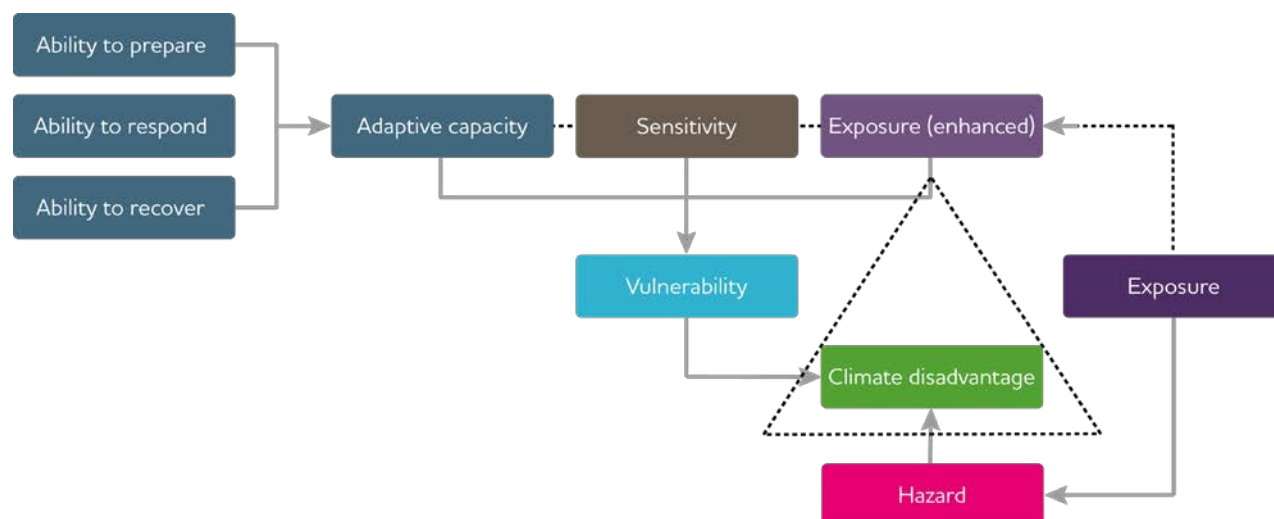 Ability to prepare
Ability to respond
Ability to recover
Adaptive capacity
Sensitivity
Exposure (enhanced)
Vulnerability
Exposure
Climate disadvantage
Hazard